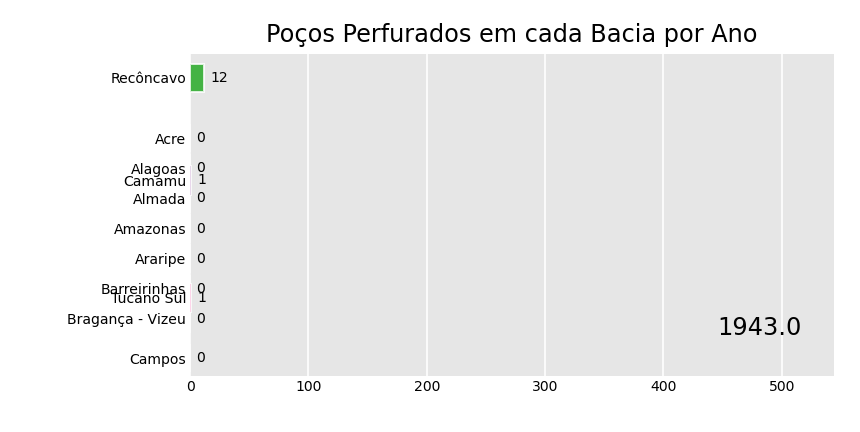 Poços Perfurados em cada Bacia por Ano
Recôncavo 12
Acre 0
Alagoas 0
Camamu 1
Almada 0
Amazonas 0
Araripe 0
Barreirinhas 0
Tucano Sul 1
Bragança - Vizeu 0
1943.0
Campos 0
0 100 200 300 400 500